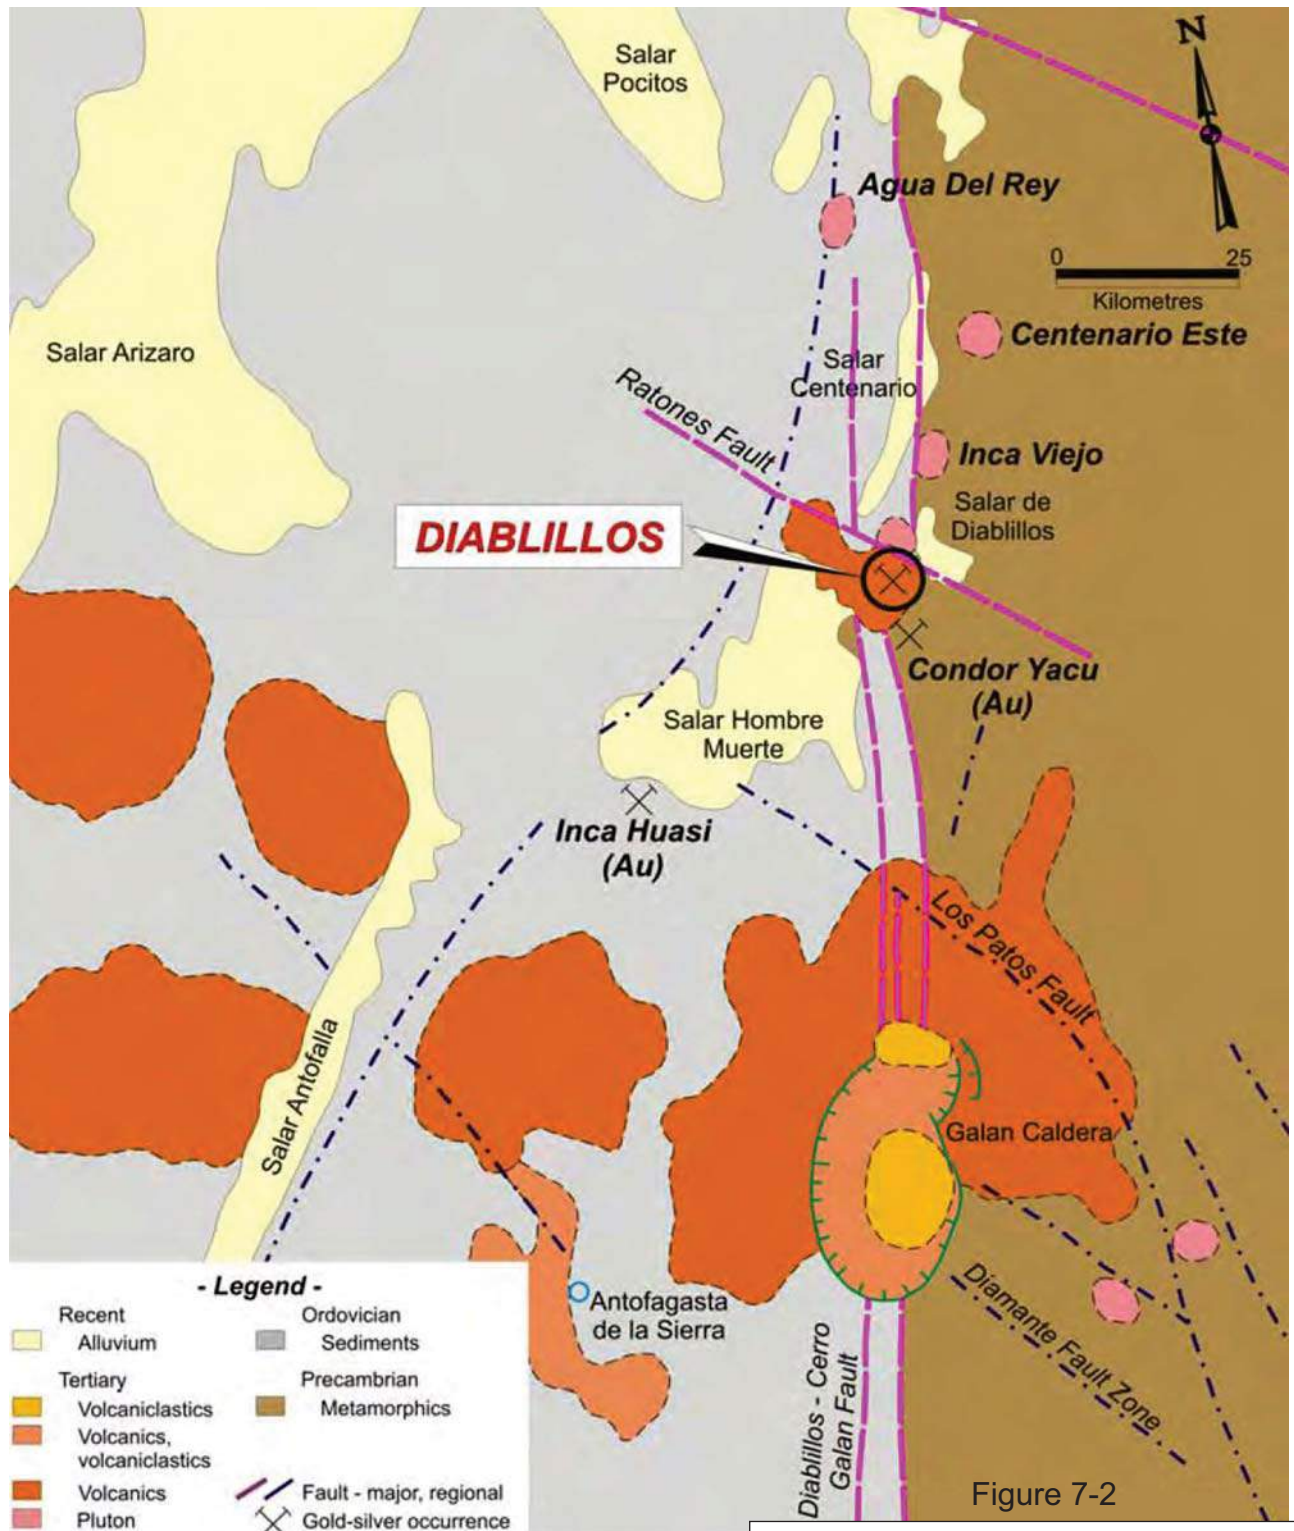 Salar
Pocitos
N
Agua Del Rey
0 25
Kilometres
Salar Arizaro
Centenario Este
Salar
Centenario
Ratones Fault
Inca Viejo
Salar de
Diablillos
DIABLILLOS
Condor Yacu
(Au)
Salar Hombre
Muerte
Inca Huasi
(Au)
Los Patos Fault
Salar Antofalla
Galan Caldera
Antofagasta
de la Sierra
Diamante Fault Zone
Diablillos - Cerro
Galan Fault
- Legend -
Recent
Alluvium
Tertiary
Volcaniclastics
Volcanics,
volcaniclastics
Volcanics
Pluton
Ordovician
Sediments
Precambrian
Metamorphics
Fault - major, regional
Gold-silver occurrence
Figure 7-2